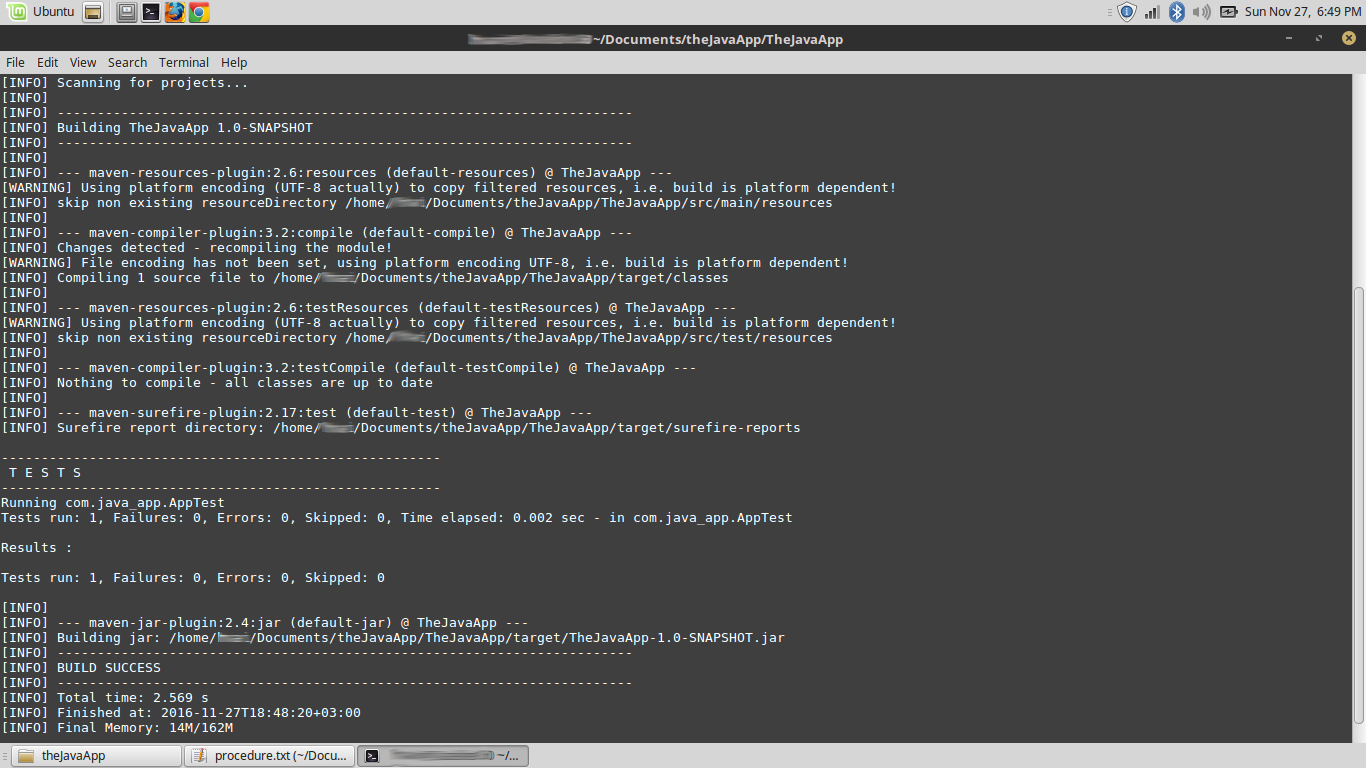 Ubuntu
Sun Nov 27, 6:49 PM
~/Documents/theJavaApp/TheJavaApp
File Edit View Search Terminal Help
[INFO] Scanning for projects...
[INFO]
[INFO] ------------------------------------------------------------------------
[INFO] Building TheJavaApp 1.0-SNAPSHOT
[INFO] ------------------------------------------------------------------------
[INFO]
[INFO] --- maven-resources-plugin:2.6:resources (default-resources) @ TheJavaApp ---
[WARNING] Using platform encoding (UTF-8 actually) to copy filtered resources, i.e. build is platform dependent!
[INFO] skip non existing resourceDirectory /home/ /Documents/theJavaApp/TheJavaApp/src/main/resources
[INFO]
[INFO] --- maven-compiler-plugin:3.2:compile (default-compile) @ TheJavaApp ---
[INFO] Changes detected - recompiling the module!
[WARNING] File encoding has not been set, using platform encoding UTF-8, i.e. build is platform dependent!
[INFO] Compiling 1 source file to /home/ /Documents/theJavaApp/TheJavaApp/target/classes
[INFO]
[INFO] --- maven-resources-plugin:2.6:testResources (default-testResources) @ TheJavaApp ---
[WARNING] Using platform encoding (UTF-8 actually) to copy filtered resources, i.e. build is platform dependent!
[INFO] skip non existing resourceDirectory /home/ /Documents/theJavaApp/TheJavaApp/src/test/resources
[INFO]
[INFO] --- maven-compiler-plugin:3.2:testCompile (default-testCompile) @ TheJavaApp ---
[INFO] Nothing to compile - all classes are up to date
[INFO]
[INFO] --- maven-surefire-plugin:2.17:test (default-test) @ TheJavaApp ---
[INFO] Surefire report directory: /home/ /Documents/theJavaApp/TheJavaApp/target/surefire-reports
-------------------------------------------------------
T E S T S
-------------------------------------------------------
Running com.java_app.AppTest
Tests run: 1, Failures: 0, Errors: 0, Skipped: 0, Time elapsed: 0.002 sec - in com.java_app.AppTest
Results :
Tests run: 1, Failures: 0, Errors: 0, Skipped: 0
[INFO]
[INFO] --- maven-jar-plugin:2.4:jar (default-jar) @ TheJavaApp ---
[INFO] Building jar: /home/ /Documents/theJavaApp/TheJavaApp/target/TheJavaApp-1.0-SNAPSHOT.jar
[INFO] ------------------------------------------------------------------------
[INFO] BUILD SUCCESS
[INFO] ------------------------------------------------------------------------
[INFO] Total time: 2.569 s
[INFO] Finished at: 2016-11-27T18:48:20+03:00
[INFO] Final Memory: 14M/162M
theJavaApp
procedure.txt (~/Docu...
~/...